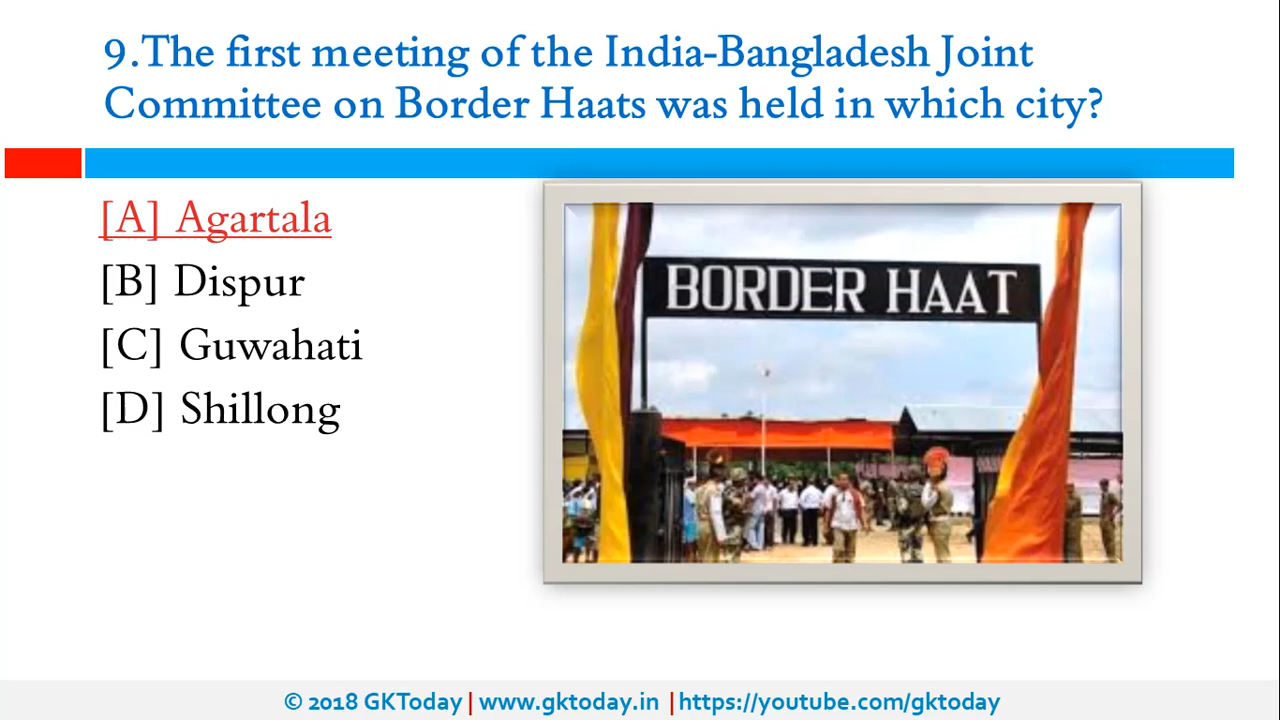 9.The first meeting of the India-Bangladesh Joint
Committee on Border Haats was held in which city?
[A] Agartala
[B] Dispur
[C] Guwahati
[D] Shillong
BORDER HAAT
© 2018 GKToday | www.gktoday.in | https://youtube.com/gktoday